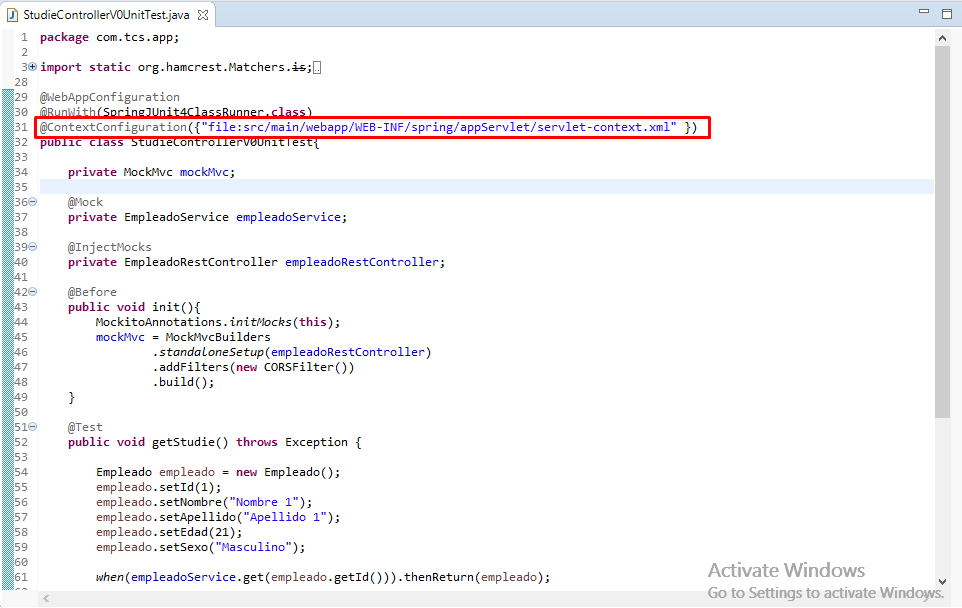 StudieControllerV0UnitTest.java
1 package com.tcs.app;
2
3 import static org.hamcrest.Matchers.is;
28
29 @WebAppConfiguration
30 @RunWith(SpringJUnit4ClassRunner.class)
31 @ContextConfiguration({"file:src/main/webapp/WEB-INF/spring/appServlet/servlet-context.xml" })
32 public class StudieControllerV0UnitTest{
33
34 private MockMvc mockMvc;
35
36 @Mock
37 private EmpleadoService empleadoService;
38
39 @InjectMocks
40 private EmpleadoRestController empleadoRestController;
41
42 @Before
43 public void init(){
44 MockitoAnnotations.initMocks(this);
45 mockMvc = MockMvcBuilders
46 .standaloneSetup(empleadoRestController)
47 .addFilters(new CORSFilter())
48 .build();
49 }
50
51 @Test
52 public void getStudie() throws Exception {
53
54 Empleado empleado = new Empleado();
55 empleado.setId(1);
56 empleado.setNombre("Nombre 1");
57 empleado.setApellido("Apellido 1");
58 empleado.setEdad(21);
59 empleado.setSexo("Masculino");
60
61 when(empleadoService.get(empleado.getId())).thenReturn(empleado);
Activate Windows
Go to Settings to activate Windows.